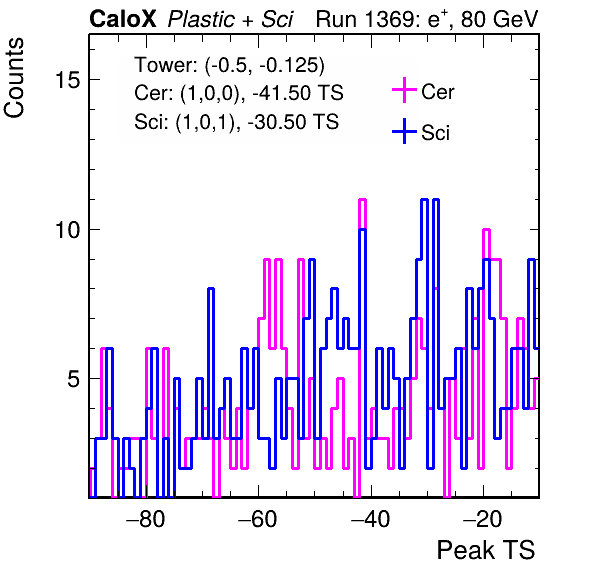 CaloX Plastic + Sci Run 1369: e+, 80 GeV
Tower: (-0.5, -0.125)
Cer: (1,0,0), -41.50 TS
Sci: (1,0,1), -30.50 TS
Cer
Sci
Counts
15
10
5
−80 −60 −40 −20
Peak TS